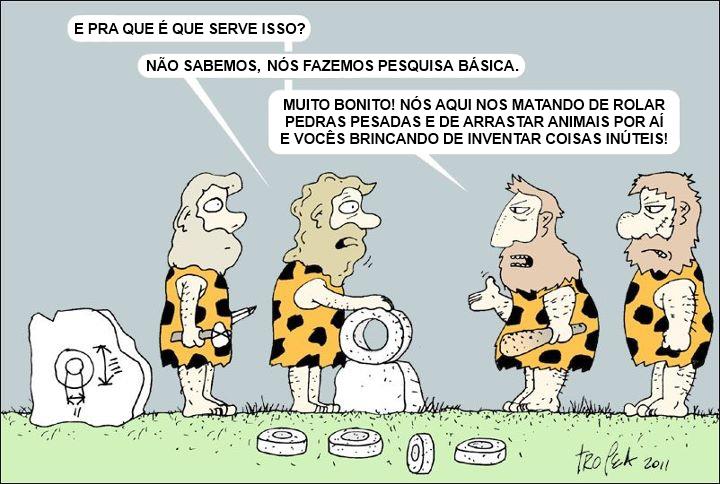 E PRA QUE É QUE SERVE ISSO?
NÃO SABEMOS, NÓS FAZEMOS PESQUISA BÁSICA.
MUITO BONITO! NÓS AQUI NOS MATANDO DE ROLAR
PEDRAS PESADAS E DE ARRASTAR ANIMAIS POR AÍ
E VOCÊS BRINCANDO DE INVENTAR COISAS INÚTEIS!
TROPEA 2011